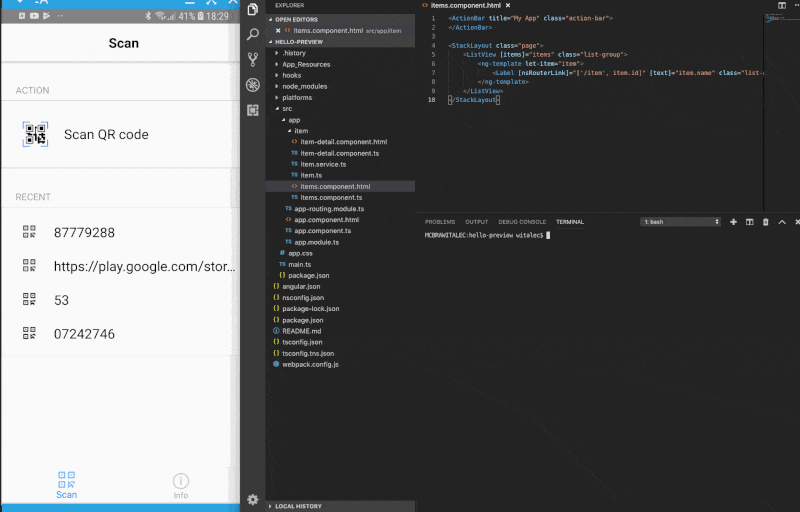 41% 18:29
Scan
ACTION
Scan QR code
RECENT
87779288
https://play.google.com/stor...
53
07242746
Scan
Info
EXPLORER
OPEN EDITORS
items.component.html src/app/item
HELLO-PREVIEW
.history
App_Resources
hooks
node_modules
platforms
src
app
item
item-detail.component.html
item-detail.component.ts
item.service.ts
item.ts
items.component.html
items.component.ts
app-routing.module.ts
app.component.html
app.component.ts
app.module.ts
app.css
main.ts
package.json
angular.json
nsconfig.json
package-lock.json
package.json
README.md
tsconfig.json
tsconfig.tns.json
webpack.config.js
LOCAL HISTORY
items.component.html
1 <ActionBar title="My App" class="action-bar">
2 </ActionBar>
3
4 <StackLayout class="page">
5 <ListView [items]="items" class="list-group">
6 <ng-template let-item="item">
7 <Label [nsRouterLink]="['/item', item.id]" [text]="item.name" class="list-
8 </ng-template>
9 </ListView>
10 </StackLayout>
PROBLEMS OUTPUT DEBUG CONSOLE TERMINAL 1: bash
MCBRAWITALEC:hello-preview witalec$